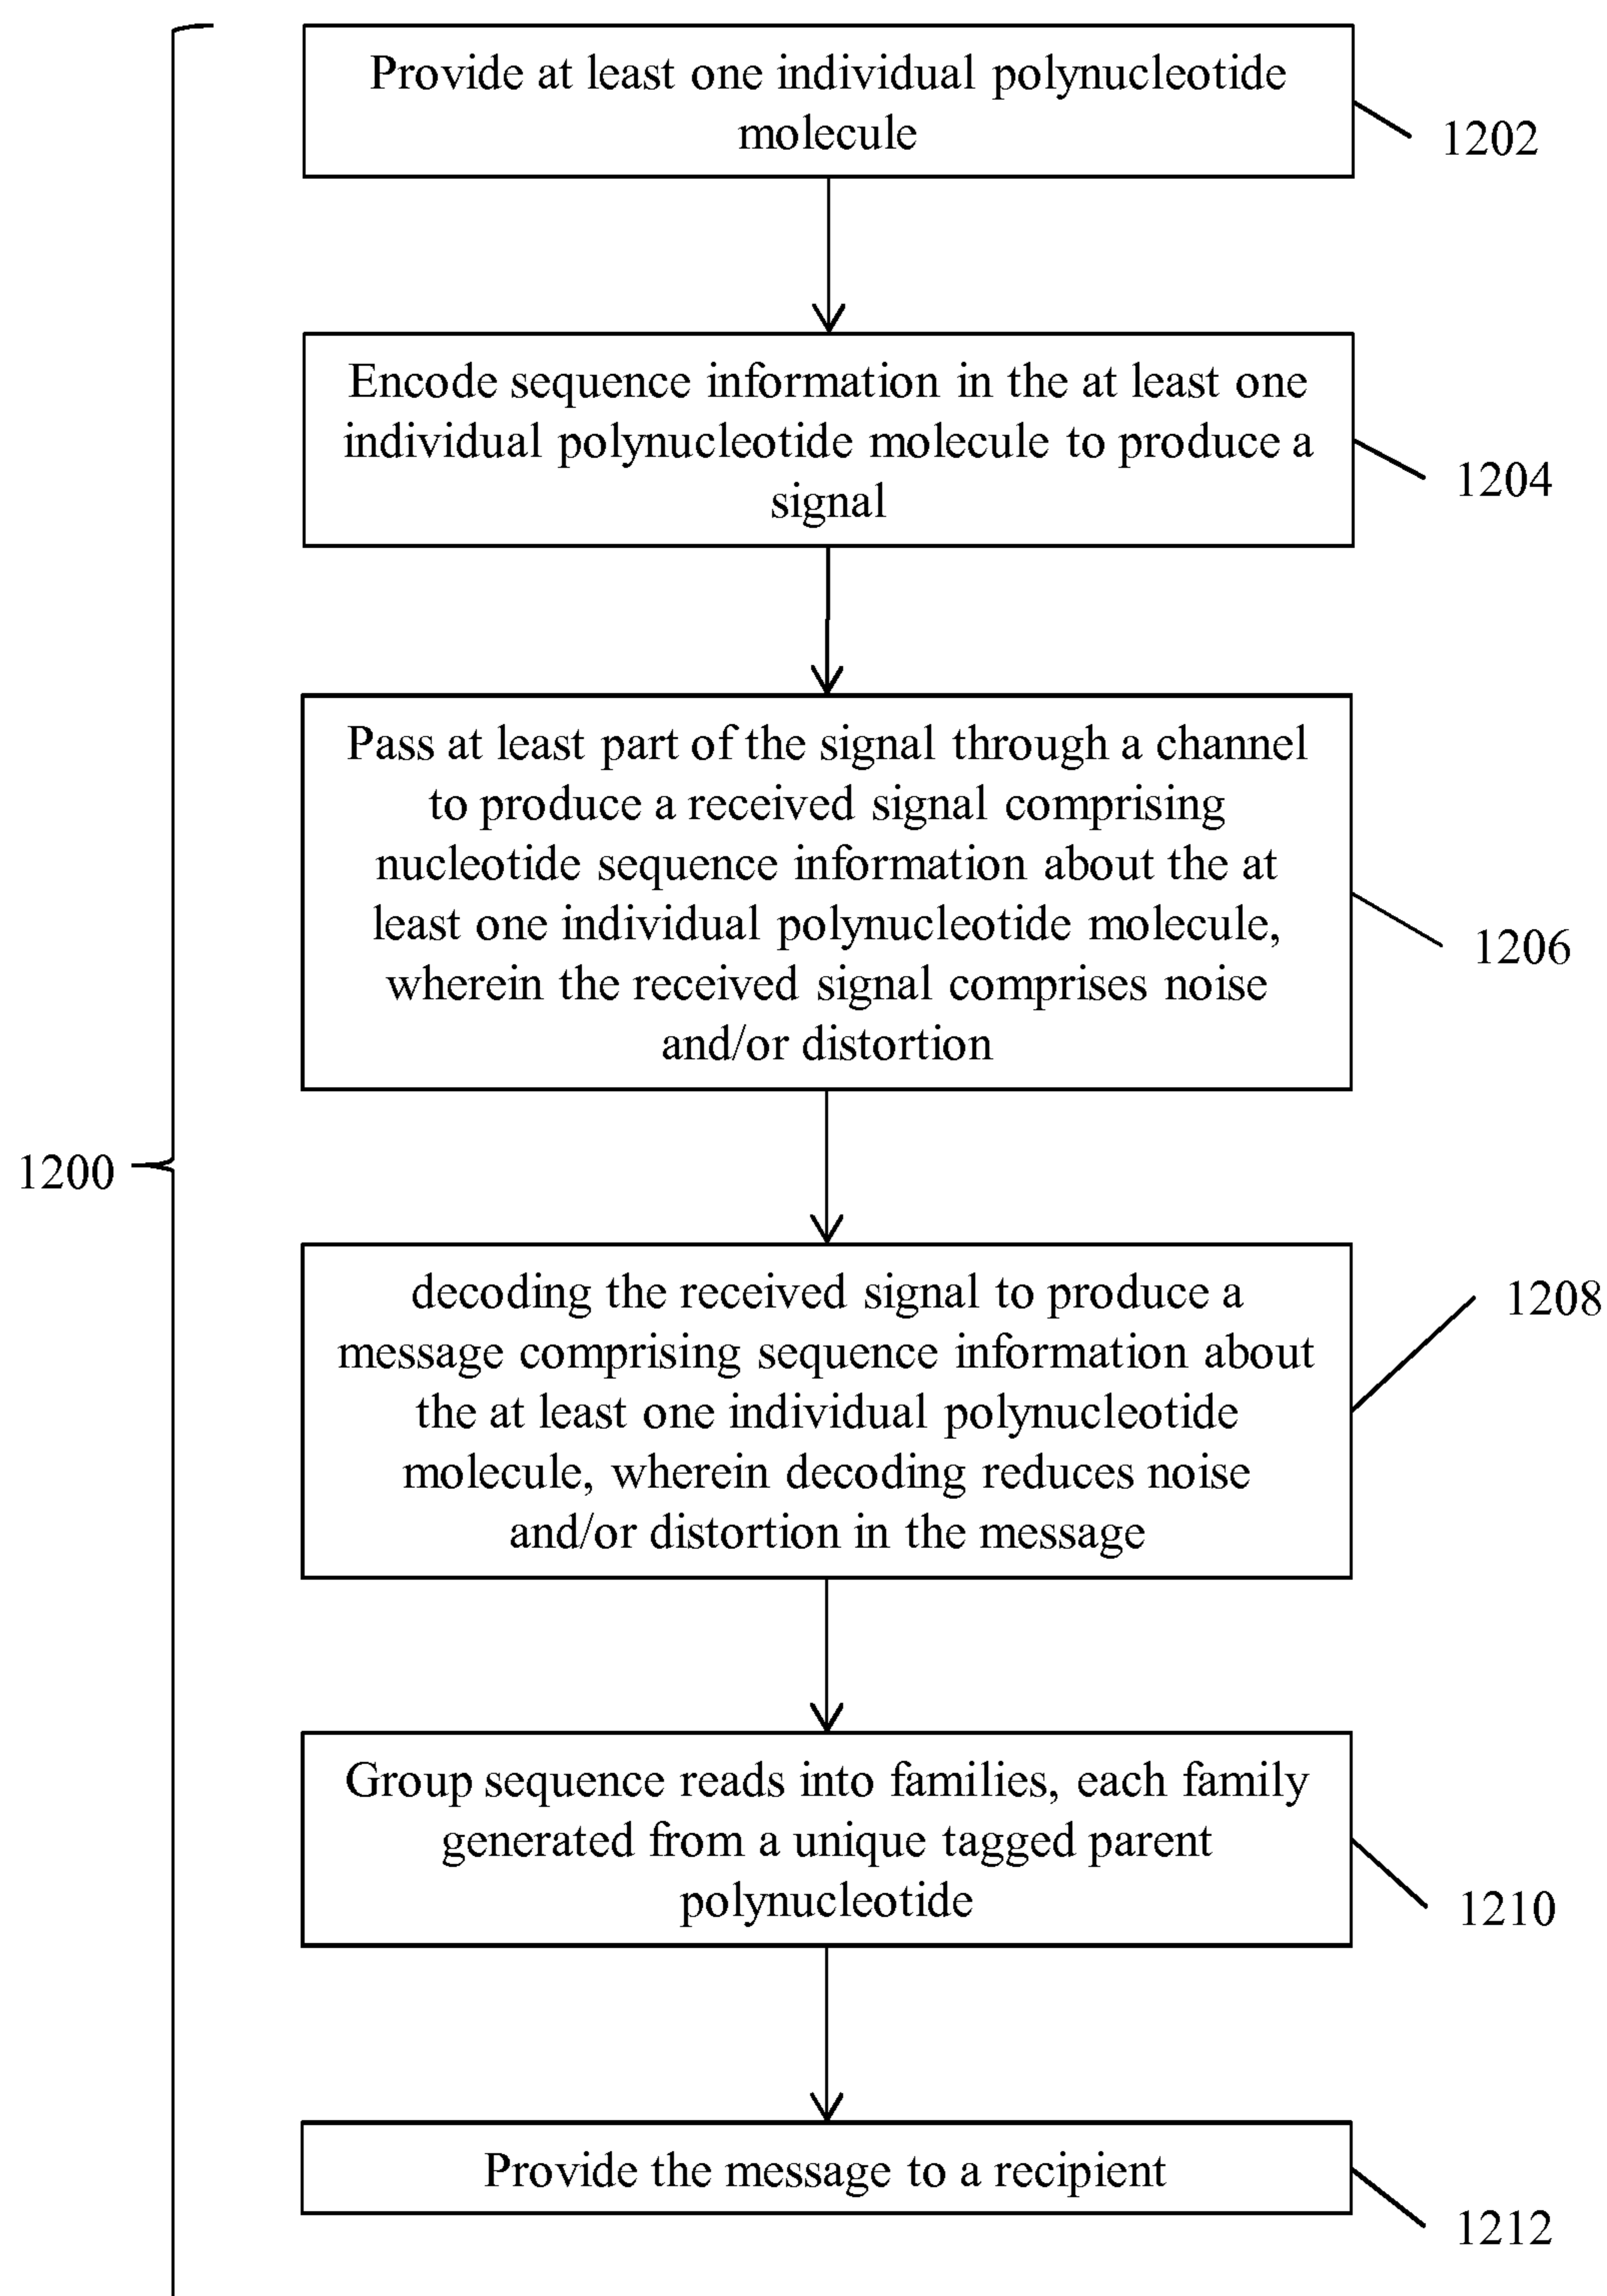 Provide at least one individual polynucleotide
molecule
1202
Encode sequence information in the at least one
individual polynucleotide molecule to produce a
signal
1204
Pass at least part of the signal through a channel
to produce a received signal comprising
nucleotide sequence information about the at
least one individual polynucleotide molecule,
wherein the received signal comprises noise
and/or distortion
1206
1200
decoding the received signal to produce a
message comprising sequence information about
the at least one individual polynucleotide
molecule, wherein decoding reduces noise
and/or distortion in the message
1208
Group sequence reads into families, each family
generated from a unique tagged parent
polynucleotide
1210
Provide the message to a recipient
1212